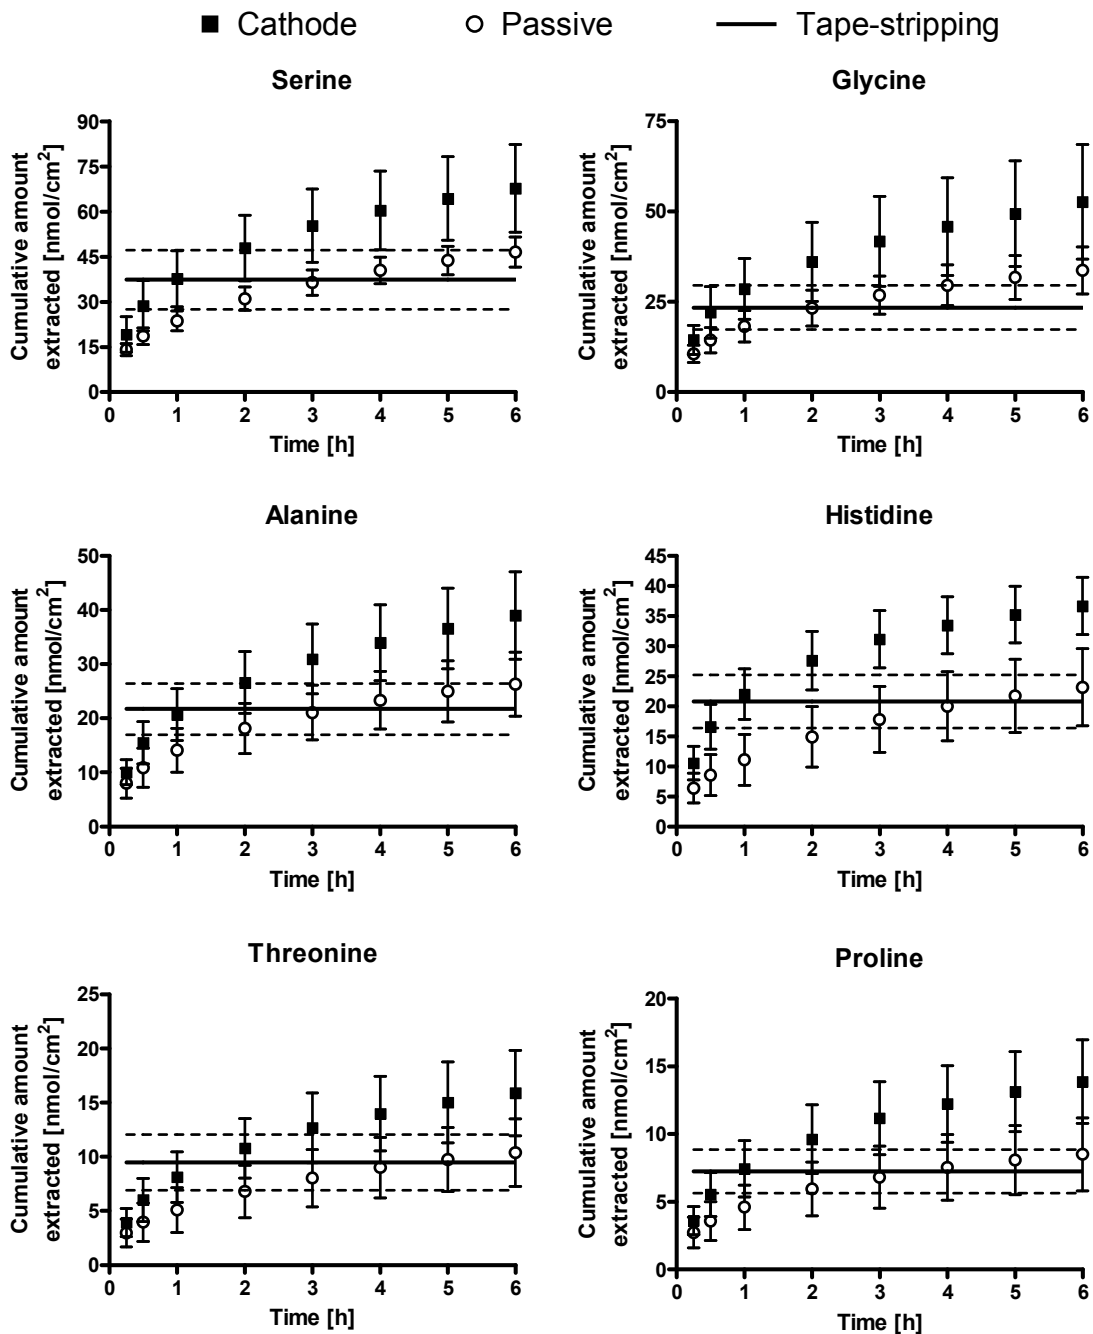 Cathode Passive Tape-stripping
Serine
Cumulative amount
extracted [nmol/cm²]
90
75
60
45
30
15
0
0 1 2 3 4 5 6
Time [h]
Glycine
Cumulative amount
extracted [nmol/cm²]
75
50
25
0
0 1 2 3 4 5 6
Time [h]
Alanine
Cumulative amount
extracted [nmol/cm²]
50
40
30
20
10
0
0 1 2 3 4 5 6
Time [h]
Histidine
Cumulative amount
extracted [nmol/cm²]
45
40
35
30
25
20
15
10
5
0
0 1 2 3 4 5 6
Time [h]
Threonine
Cumulative amount
extracted [nmol/cm²]
25
20
15
10
5
0
0 1 2 3 4 5 6
Time [h]
Proline
Cumulative amount
extracted [nmol/cm²]
20
15
10
5
0
0 1 2 3 4 5 6
Time [h]